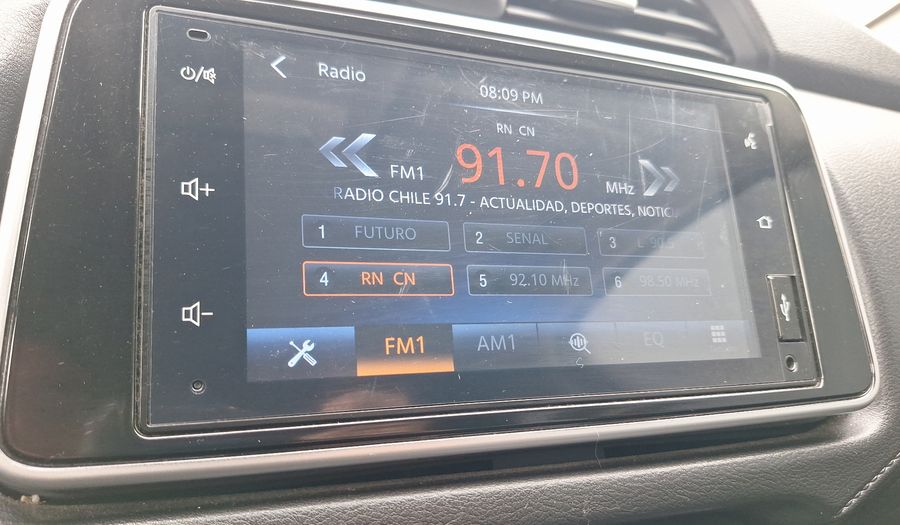 Radio
08:09 PM
RN CN
FM1 91.70 MHz
RADIO CHILE 91.7 - ACTUALIDAD, DEPORTES, NOTIC
1 FUTURO
2 SENAL
3
4 RN CN
5 92.10 MHz
6 98.50 MHz
FM1 AM1 EQ